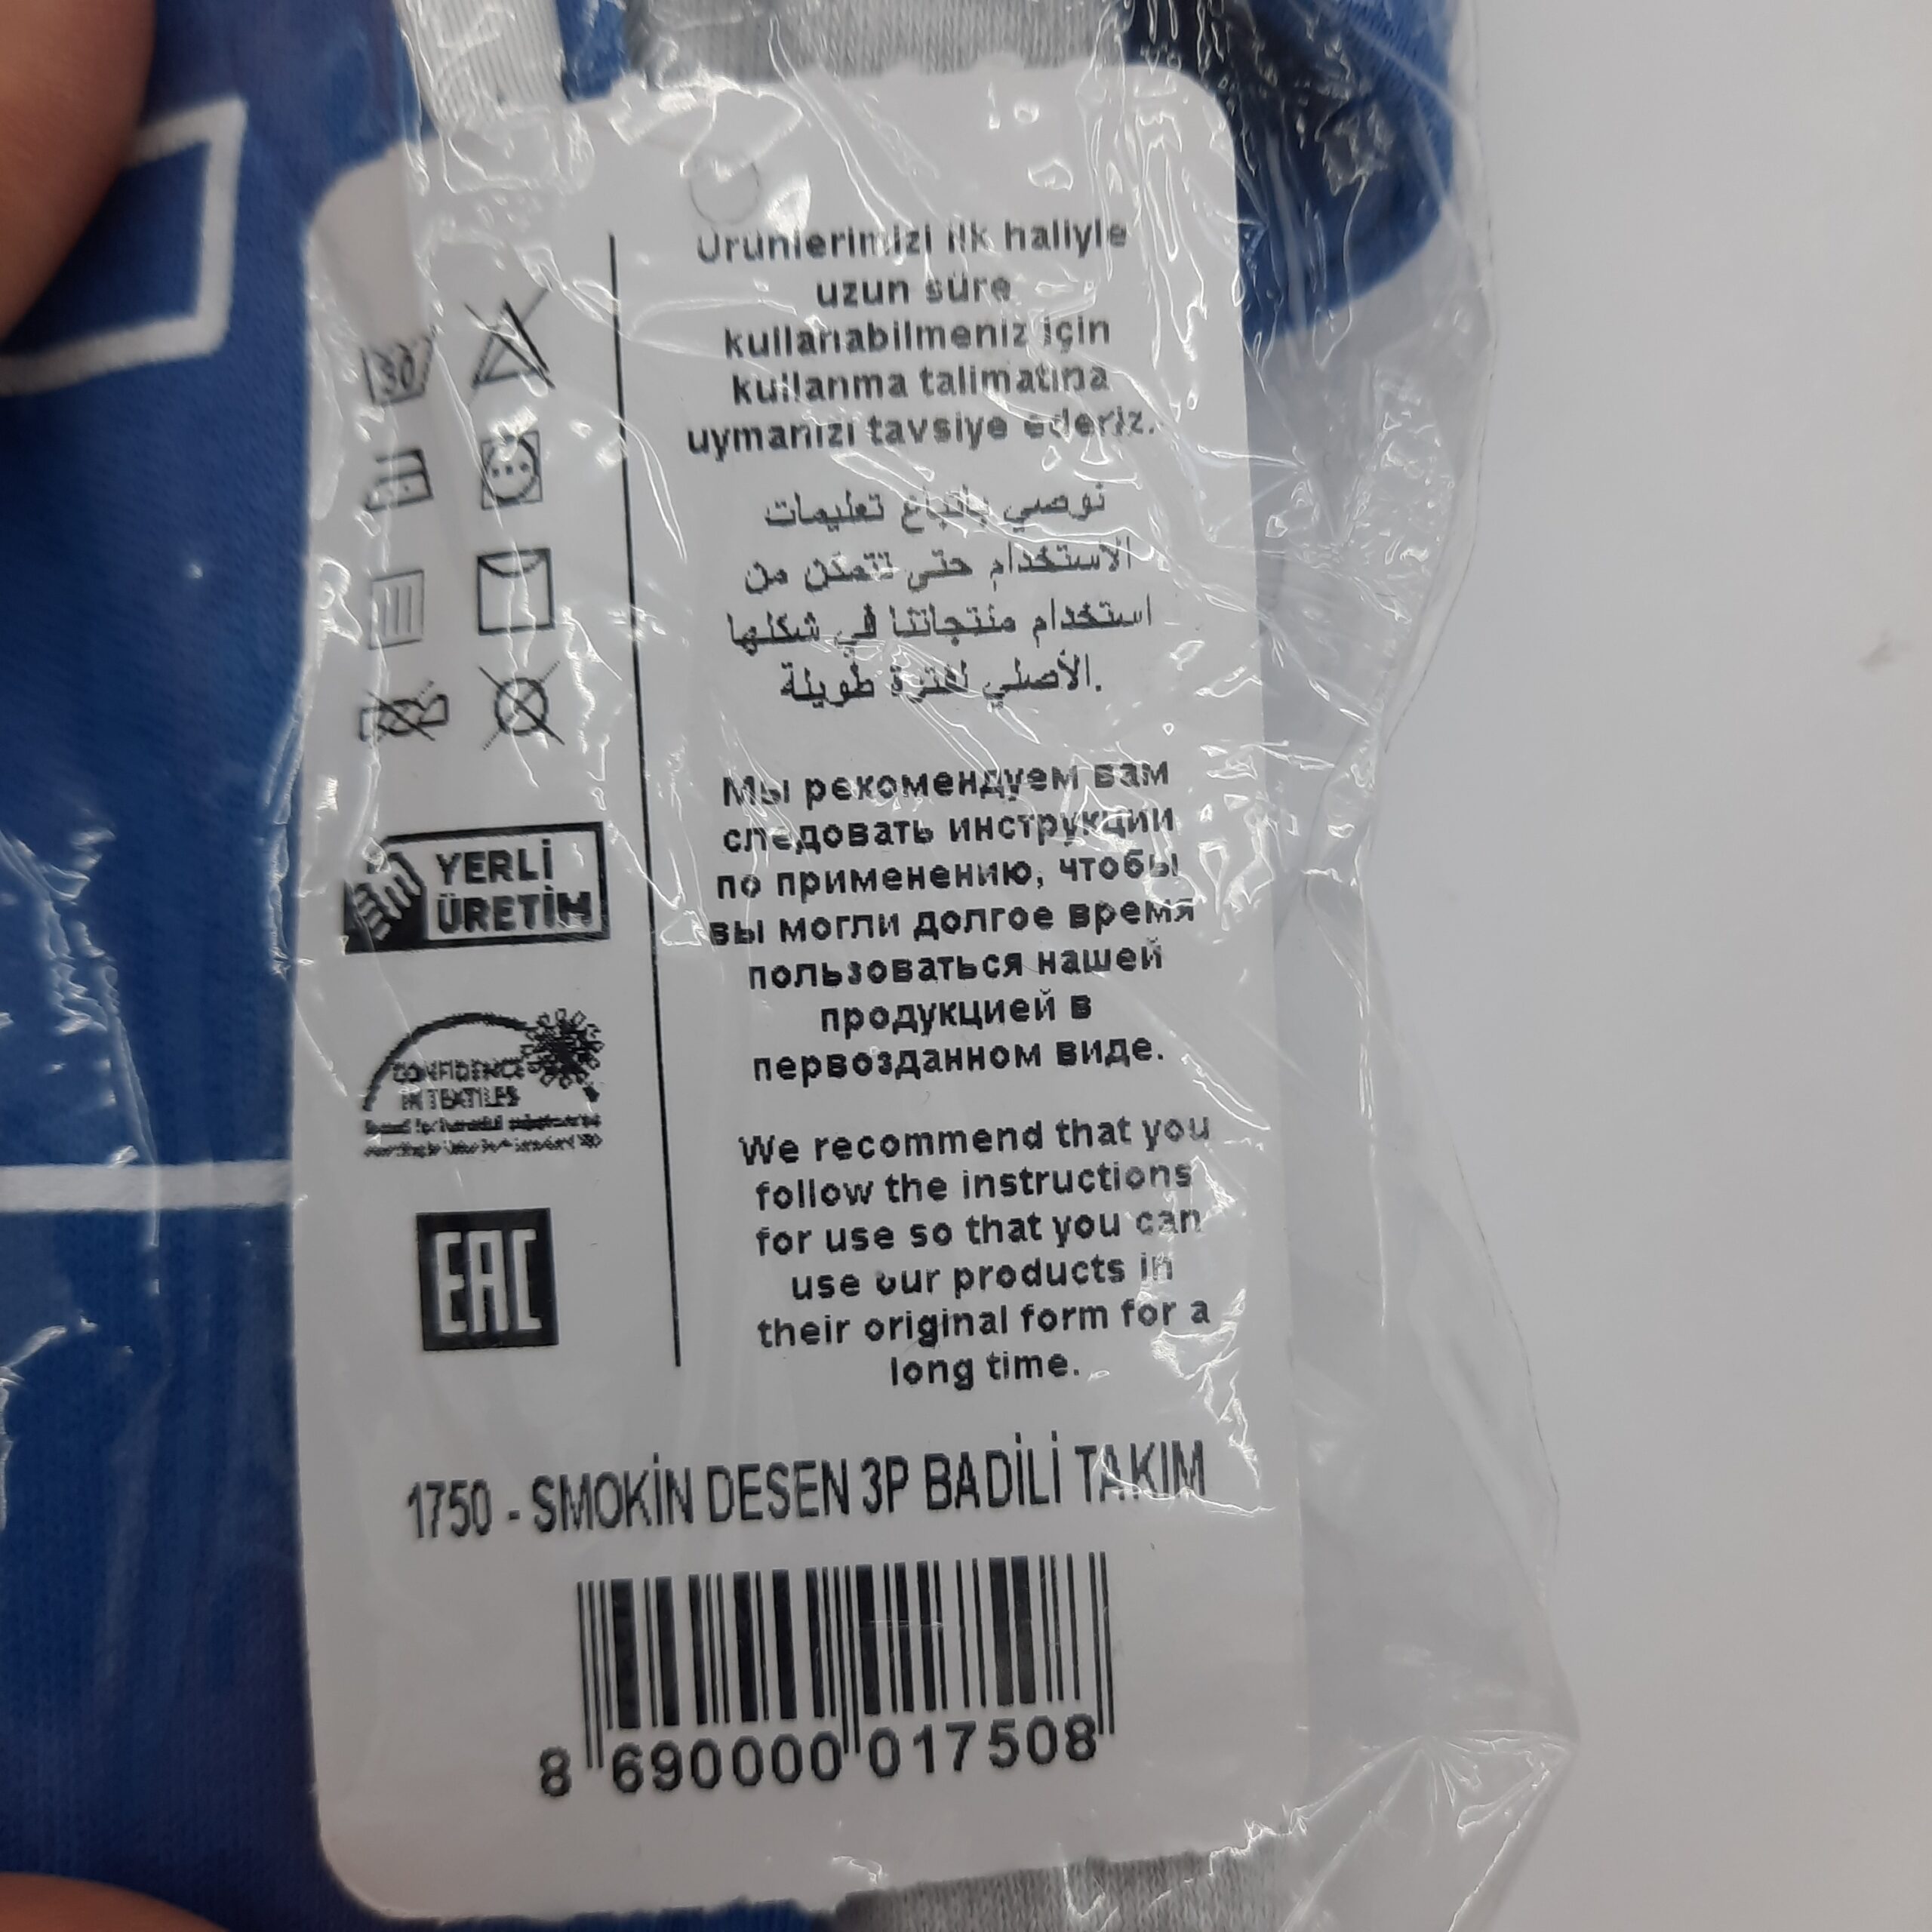 Ürünlerimizi ilk haliyle
uzun süre
kullanabilmeniz için
kullanma talimatına
uymanızı tavsiye ederiz.
نوصي باتباع تعليمات
الاستخدام حتى تتمكن من
استخدام منتجاتنا في شكلها
الأصلي لفترة طويلة.
Мы рекомендуем вам
следовать инструкции
по применению, чтобы
вы могли долгое время
пользоваться нашей
продукцией в
первозданном виде.
We recommend that you
follow the instructions
for use so that you can
use our products in
their original form for a
long time.
30
YERLİ
ÜRETİM
CONFIDENCE
IN TEXTILES
EAC
1750 - SMOKİN DESEN 3P BADİLİ TAKIM
8 690000 017508